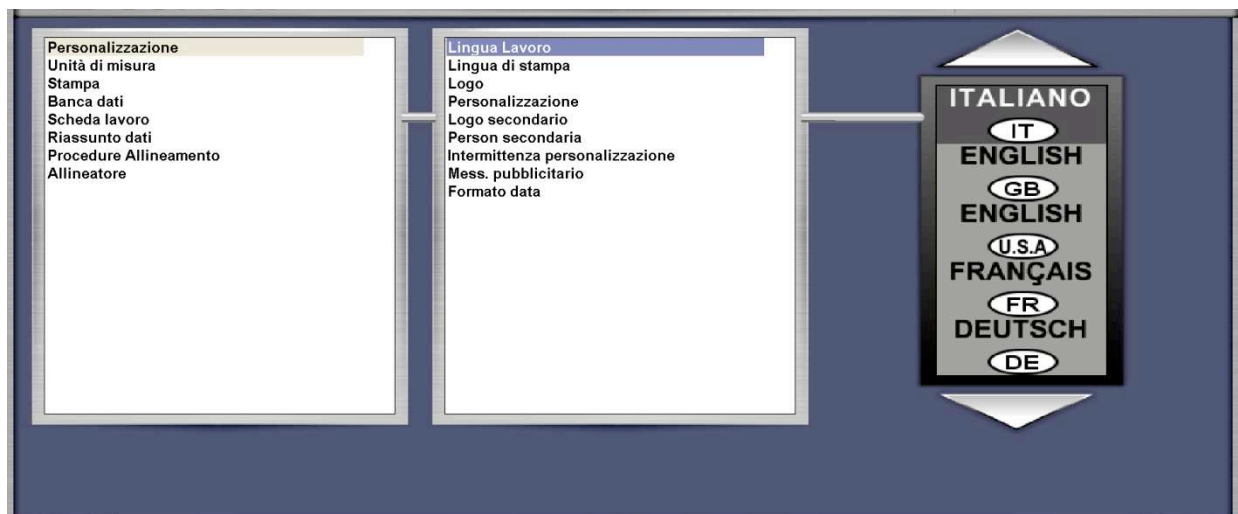 Personalizzazione
Unità di misura
Stampa
Banca dati
Scheda lavoro
Riassunto dati
Procedure Allineamento
Allineatore
Lingua Lavoro
Lingua di stampa
Logo
Personalizzazione
Logo secondario
Person secondaria
Intermittenza personalizzazione
Mess. pubblicitario
Formato data
ITALIANO
IT
ENGLISH
GB
ENGLISH
U.S.A
FRANÇAIS
FR
DEUTSCH
DE